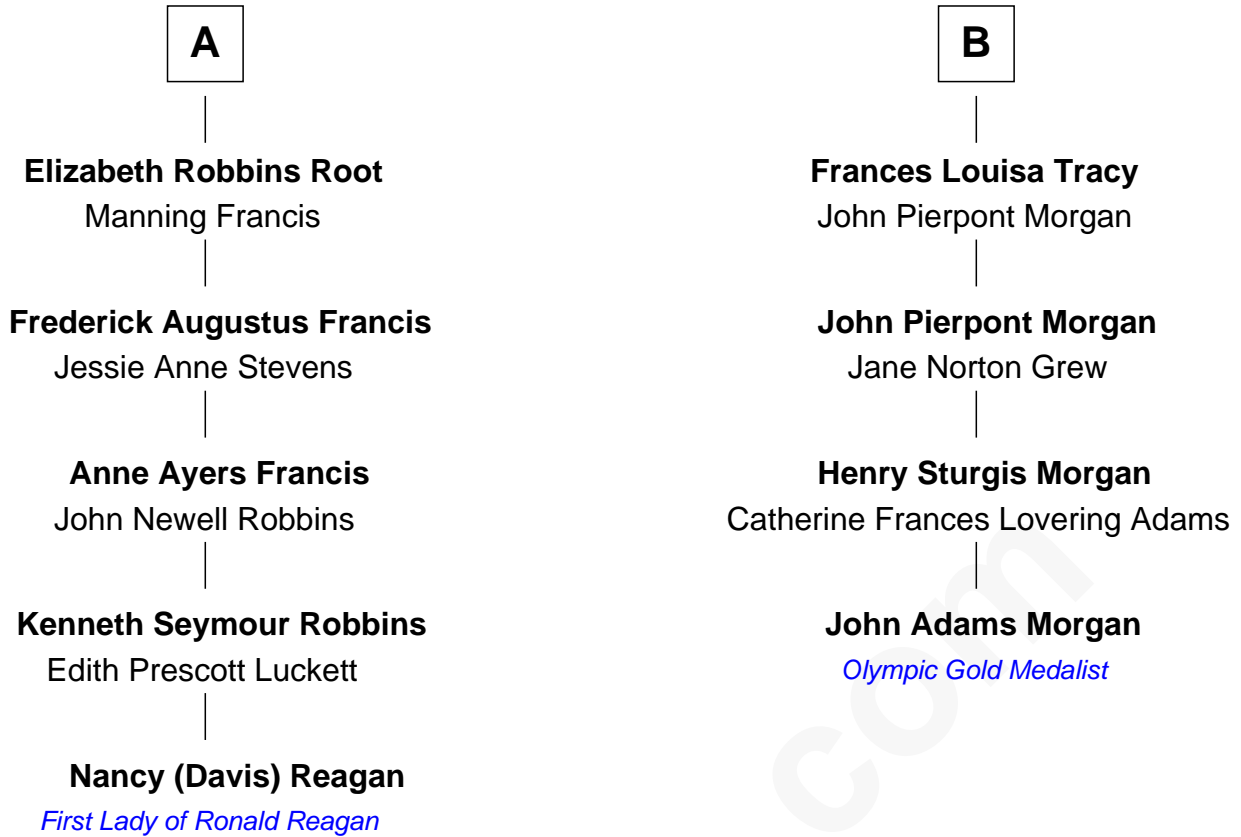 A
Elizabeth Robbins Root
Manning Francis
Frederick Augustus Francis
Jessie Anne Stevens
Anne Ayers Francis
John Newell Robbins
Kenneth Seymour Robbins
Edith Prescott Luckett
Nancy (Davis) Reagan
First Lady of Ronald Reagan
B
Frances Louisa Tracy
John Pierpont Morgan
John Pierpont Morgan
Jane Norton Grew
Henry Sturgis Morgan
Catherine Frances Lovering Adams
John Adams Morgan
Olympic Gold Medalist
com